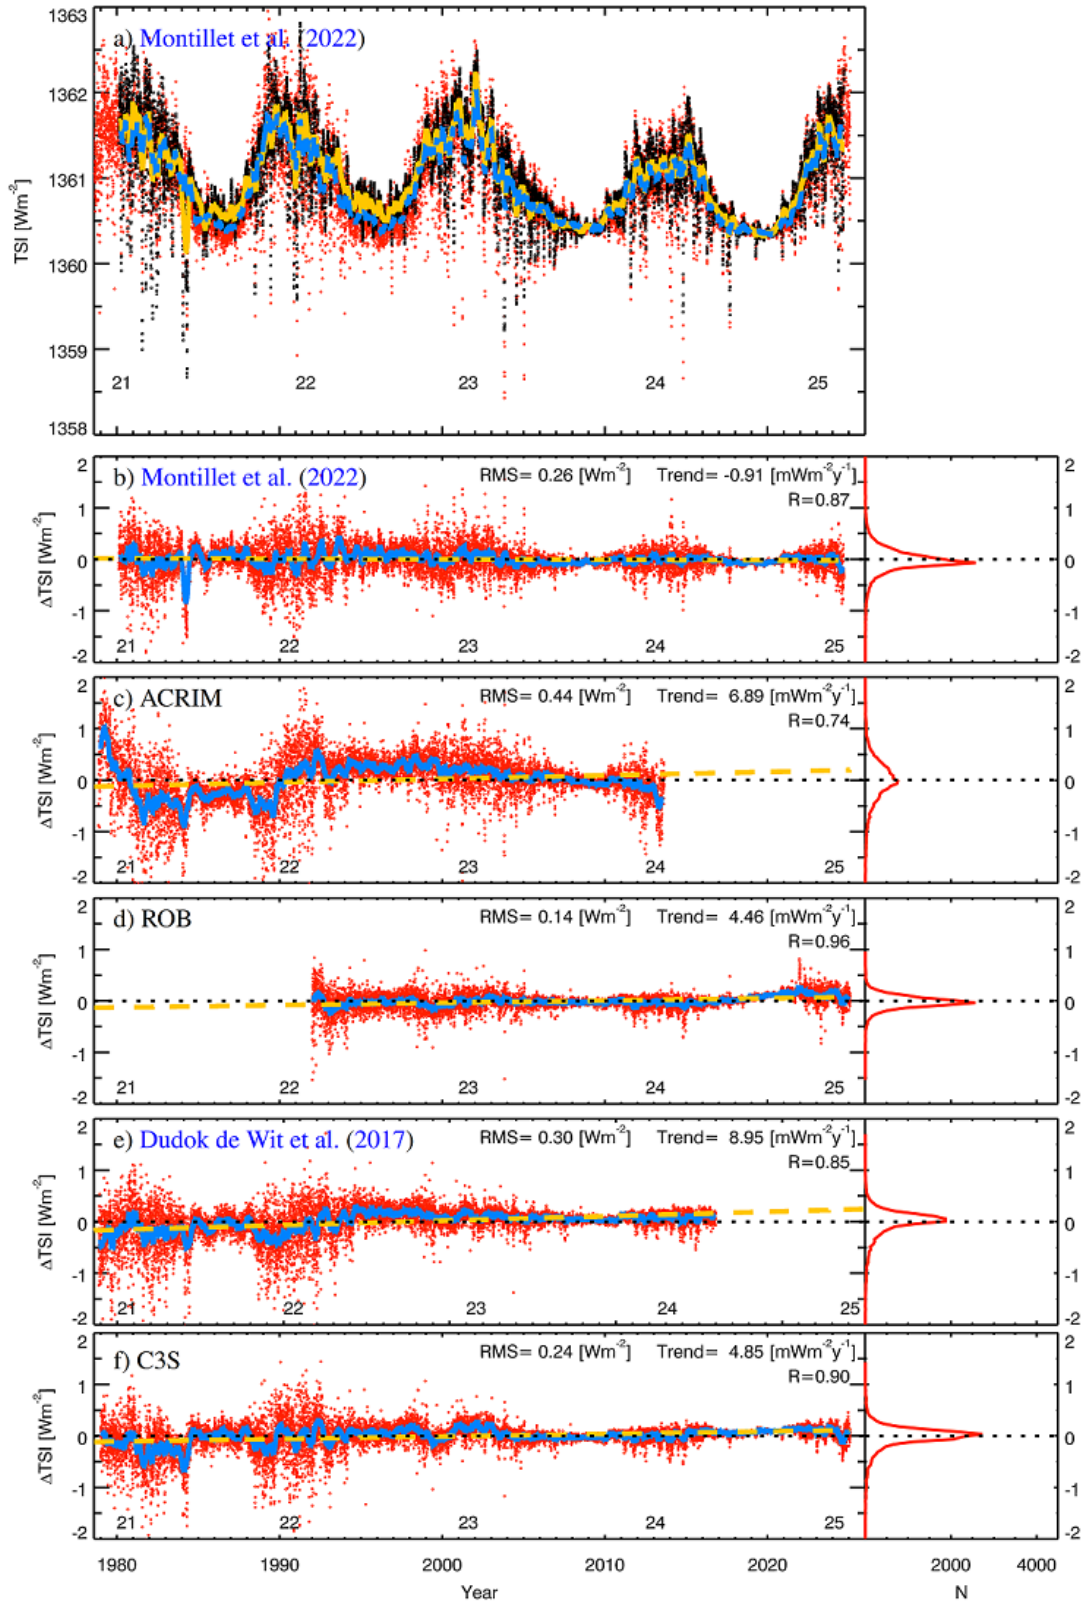 1363
a) Montillet et al. (2022)
1362
1361
TSI [Wm⁻²]
1360
1359
21 22 23 24 25
1358
2 b) Montillet et al. (2022) RMS= 0.26 [Wm⁻²] Trend= -0.91 [mWm⁻²y⁻¹] 2
R=0.87
1 1
ΔTSI [Wm⁻²]
0 0
-1 -1
21 22 23 24 25
-2 -2
2 c) ACRIM RMS= 0.44 [Wm⁻²] Trend= 6.89 [mWm⁻²y⁻¹] 2
R=0.74
1 1
ΔTSI [Wm⁻²]
0 0
-1 -1
21 22 23 24 25
-2 -2
2 d) ROB RMS= 0.14 [Wm⁻²] Trend= 4.46 [mWm⁻²y⁻¹] 2
R=0.96
1 1
ΔTSI [Wm⁻²]
0 0
-1 -1
21 22 23 24 25
-2 -2
2 e) Dudok de Wit et al. (2017) RMS= 0.30 [Wm⁻²] Trend= 8.95 [mWm⁻²y⁻¹] 2
R=0.85
1 1
ΔTSI [Wm⁻²]
0 0
-1 -1
21 22 23 24 25
-2 -2
2 f) C3S RMS= 0.24 [Wm⁻²] Trend= 4.85 [mWm⁻²y⁻¹] 2
R=0.90
1 1
ΔTSI [Wm⁻²]
0 0
-1 -1
21 22 23 24 25
-2 -2
1980 1990 2000 2010 2020 2000 4000
Year N